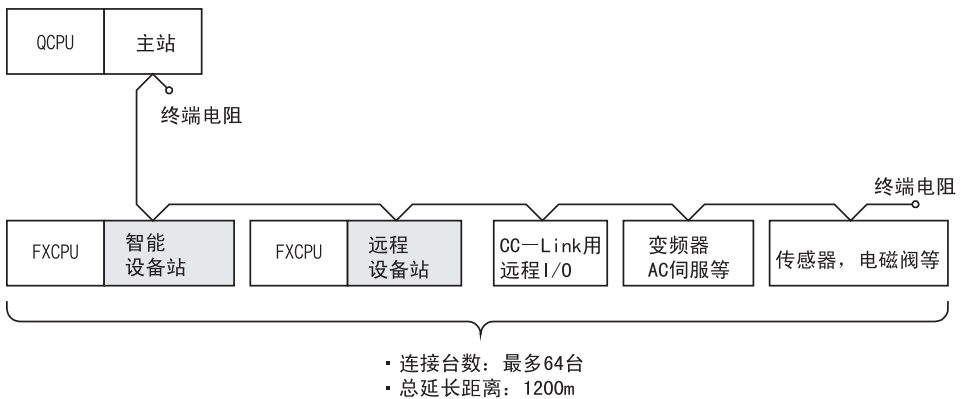 QCPU
主站
终端电阻
终端电阻
FXCPU
智能
设备站
FXCPU
远程
设备站
CC－Link用
远程I/O
变频器
AC伺服等
传感器，电磁阀等
·连接台数：最多64台
·总延长距离：1200m